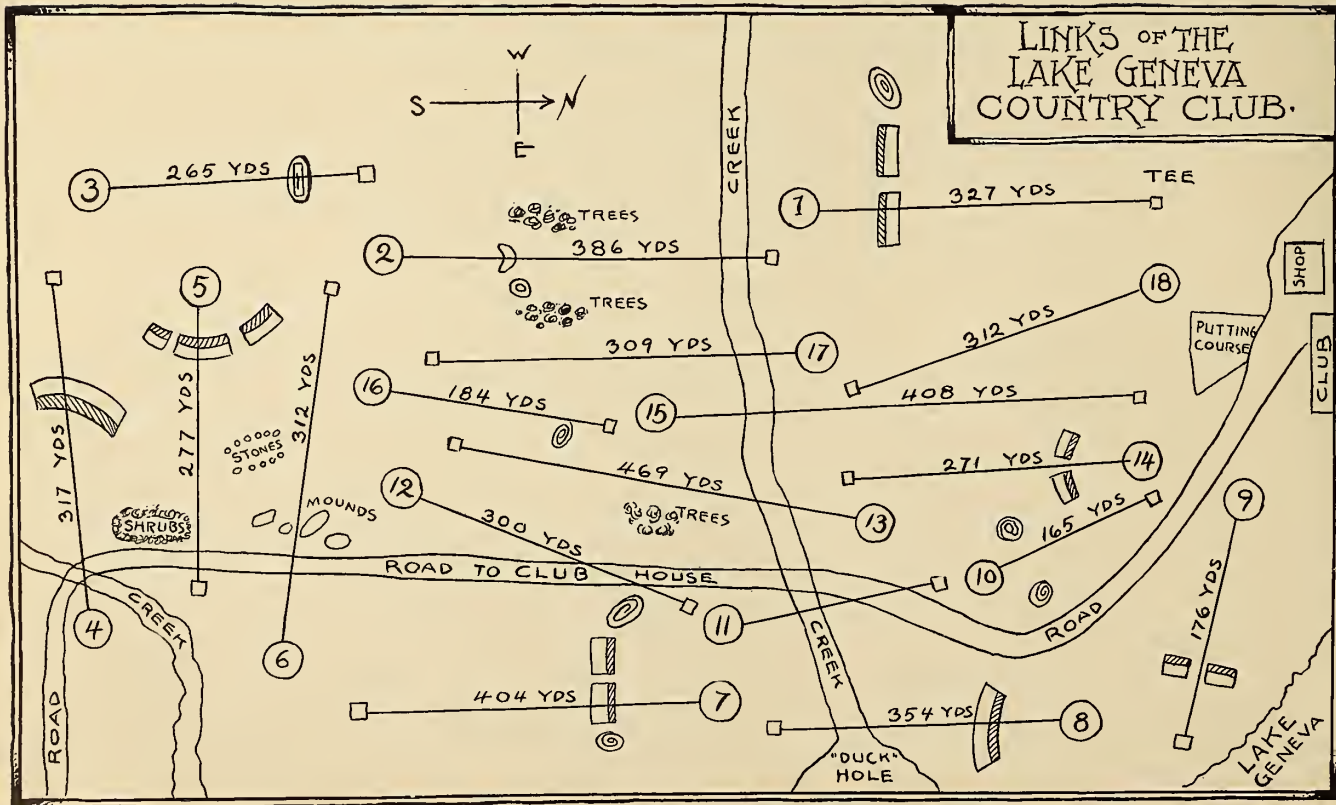 LINKS OF THE
LAKE GENEVA
COUNTRY CLUB.
W
S N
E
CREEK
TEE
1
327 YDS
2
386 YDS
TREES
TREES
3
265 YDS
4
317 YDS
5
277 YDS
6
312 YDS
STONES
SHRUBS
MOUNDS
7
404 YDS
8
354 YDS
9
176 YDS
10
165 YDS
11
12
300 YDS
13
469 YDS
TREES
14
271 YDS
15
408 YDS
16
184 YDS
17
309 YDS
18
312 YDS
SHOP
PUTTING
COURSE
CLUB
ROAD TO CLUB HOUSE
ROAD
ROAD
CREEK
CREEK
"DUCK"
HOLE
LAKE
GENEVA